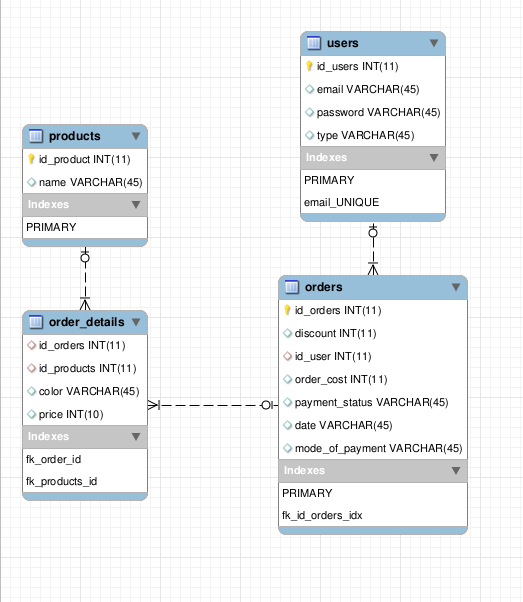 users
id_users INT(11)
email VARCHAR(45)
password VARCHAR(45)
type VARCHAR(45)
Indexes
PRIMARY
email_UNIQUE
products
id_product INT(11)
name VARCHAR(45)
Indexes
PRIMARY
orders
id_orders INT(11)
discount INT(11)
id_user INT(11)
order_cost INT(11)
payment_status VARCHAR(45)
date VARCHAR(45)
mode_of_payment VARCHAR(45)
Indexes
PRIMARY
fk_id_orders_idx
order_details
id_orders INT(11)
id_products INT(11)
color VARCHAR(45)
price INT(10)
Indexes
fk_order_id
fk_products_id